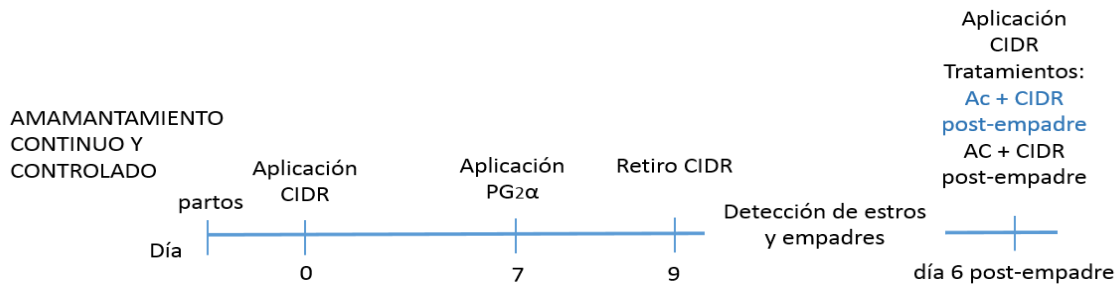 AMAMANTAMIENTO
CONTINUO Y
CONTROLADO
partos
Día
Aplicación
CIDR
0
Aplicación
PG2α
7
Retiro CIDR
9
Detección de estros
y empadres
Aplicación
CIDR
Tratamientos:
Ac + CIDR
post-empadre
AC + CIDR
post-empadre
día 6 post-empadre